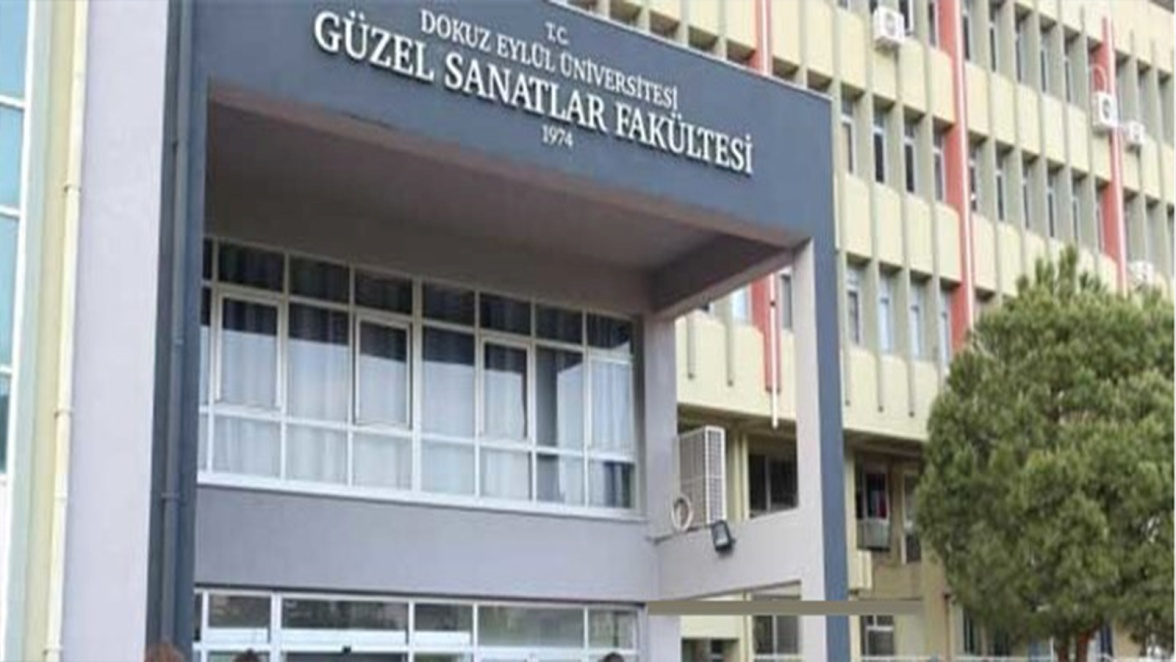 T.C.
DOKUZ EYLÜL ÜNİVERSİTESİ
GÜZEL SANATLAR FAKÜLTESİ
1974